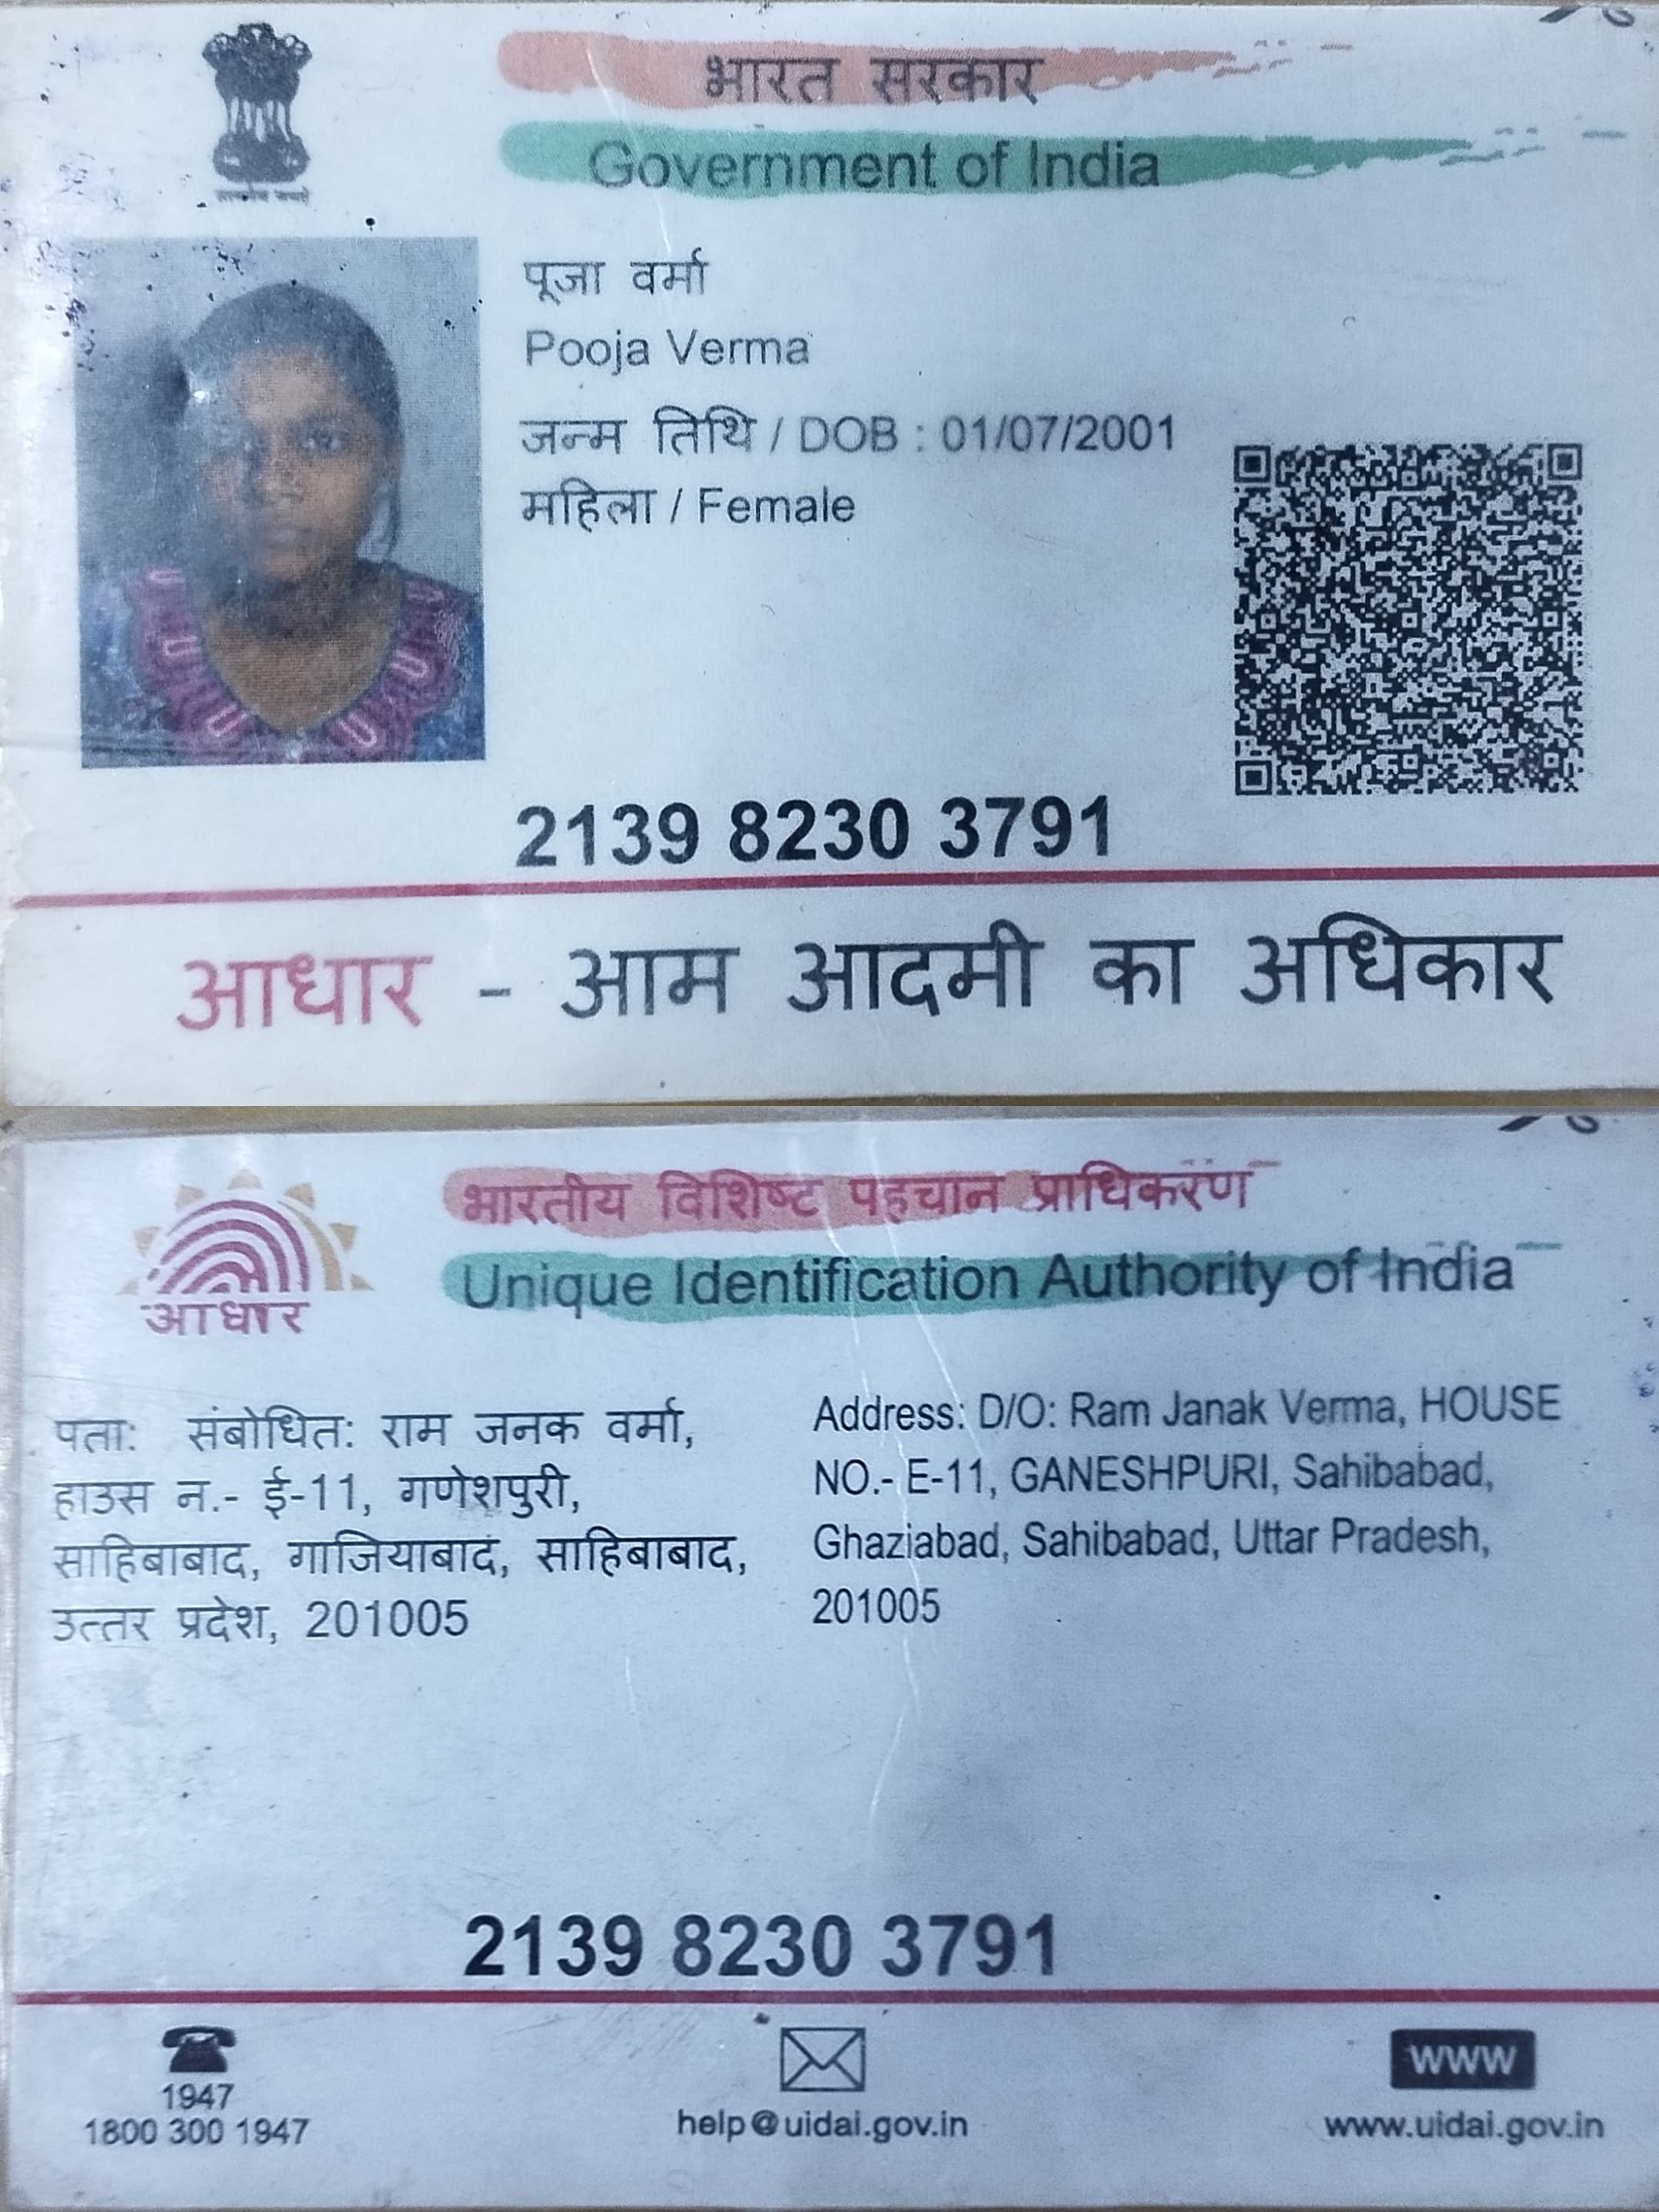 भारत सरकार
Government of India
पूजा वर्मा
Pooja Verma
जन्म तिथि / DOB : 01/07/2001
महिला / Female
2139 8230 3791
आधार - आम आदमी का अधिकार
भारतीय विशिष्ट पहचान प्राधिकरण
Unique Identification Authority of India
आधार
पता: संबोधित: राम जनक वर्मा,
हाउस न.- ई-11, गणेशपुरी,
साहिबाबाद, गाजियाबाद, साहिबाबाद,
उत्तर प्रदेश, 201005
Address: D/O: Ram Janak Verma, HOUSE
NO.- E-11, GANESHPURI, Sahibabad,
Ghaziabad, Sahibabad, Uttar Pradesh,
201005
2139 8230 3791
1947
1800 300 1947
help@uidai.gov.in
www
www.uidai.gov.in